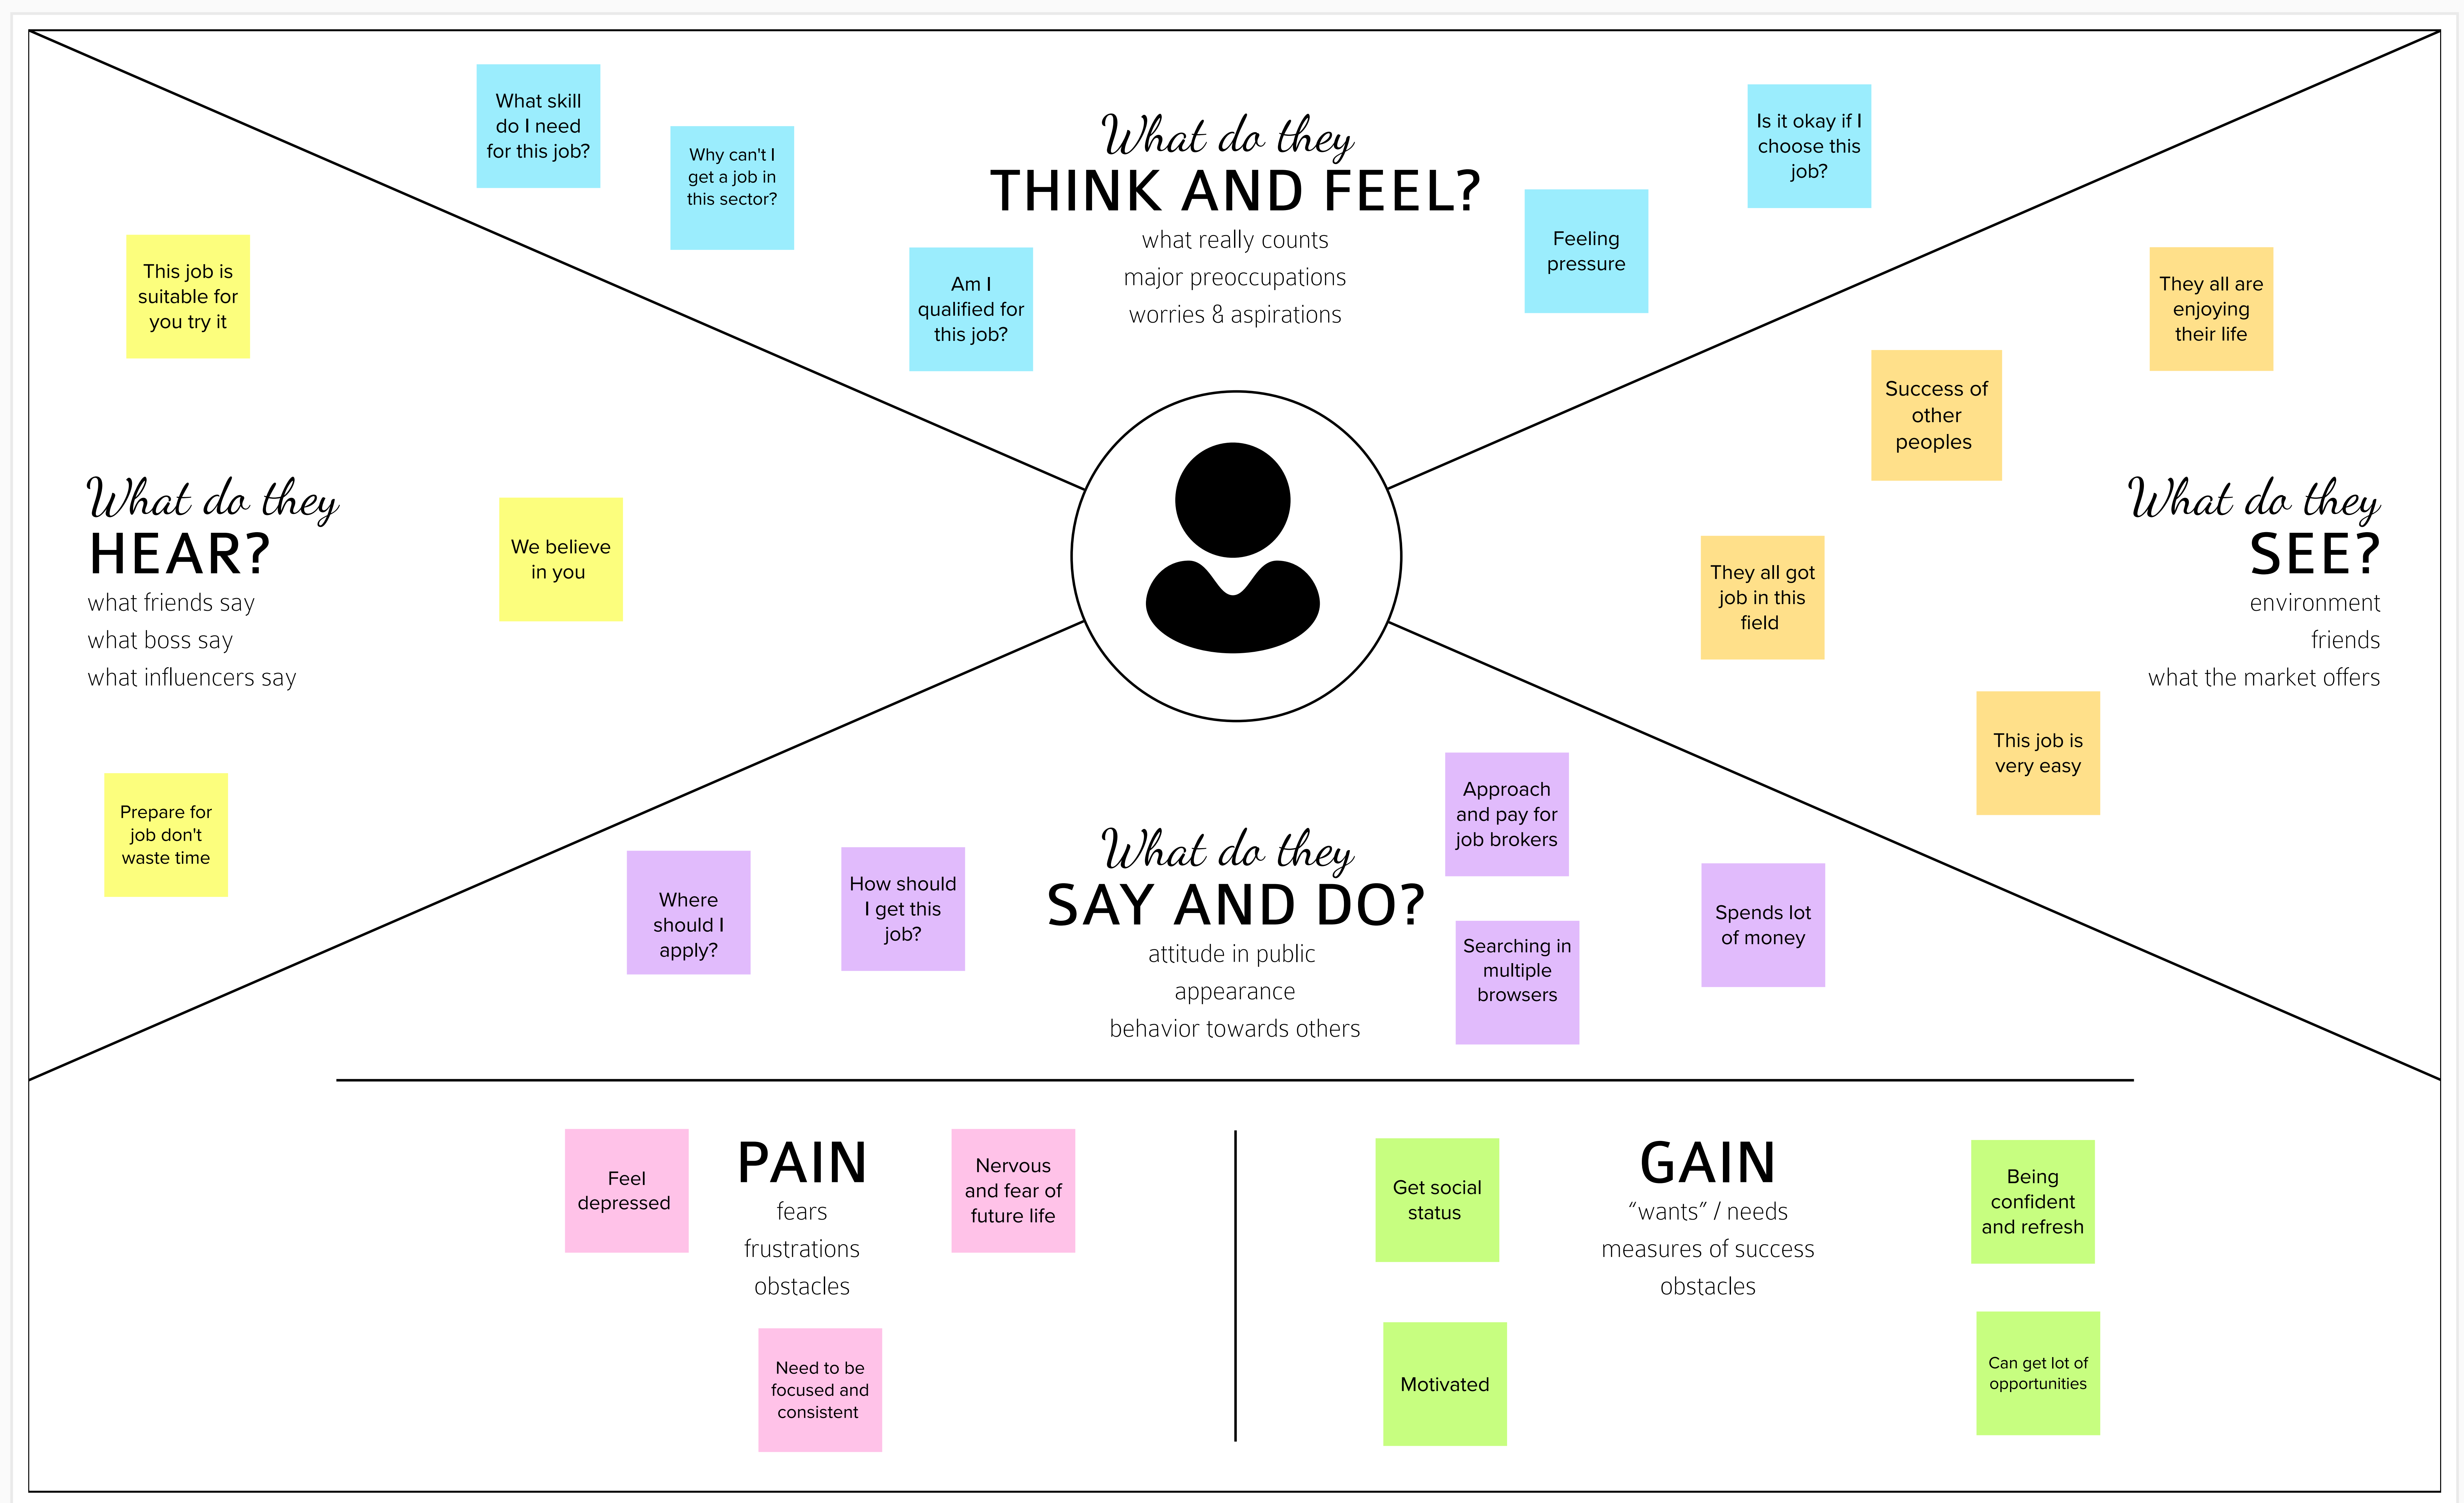 What do they
THINK AND FEEL?
what really counts
major preoccupations
worries & aspirations
What skill
do I need
for this job?
Why can't I
get a job in
this sector?
Am I
qualified for
this job?
Feeling
pressure
Is it okay if I
choose this
job?
What do they
HEAR?
what friends say
what boss say
what influencers say
This job is
suitable for
you try it
We believe
in you
Prepare for
job don't
waste time
What do they
SEE?
environment
friends
what the market offers
They all are
enjoying
their life
Success of
other
peoples
They all got
job in this
field
This job is
very easy
What do they
SAY AND DO?
attitude in public
appearance
behavior towards others
Where
should I
apply?
How should
I get this
job?
Approach
and pay for
job brokers
Searching in
multiple
browsers
Spends lot
of money
PAIN
fears
frustrations
obstacles
Feel
depressed
Nervous
and fear of
future life
Need to be
focused and
consistent
GAIN
“wants” / needs
measures of success
obstacles
Get social
status
Being
confident
and refresh
Motivated
Can get lot of
opportunities